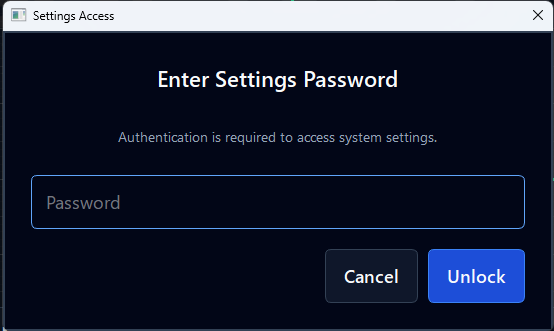 Settings Access
Enter Settings Password
Authentication is required to access system settings.
Password
Cancel
Unlock